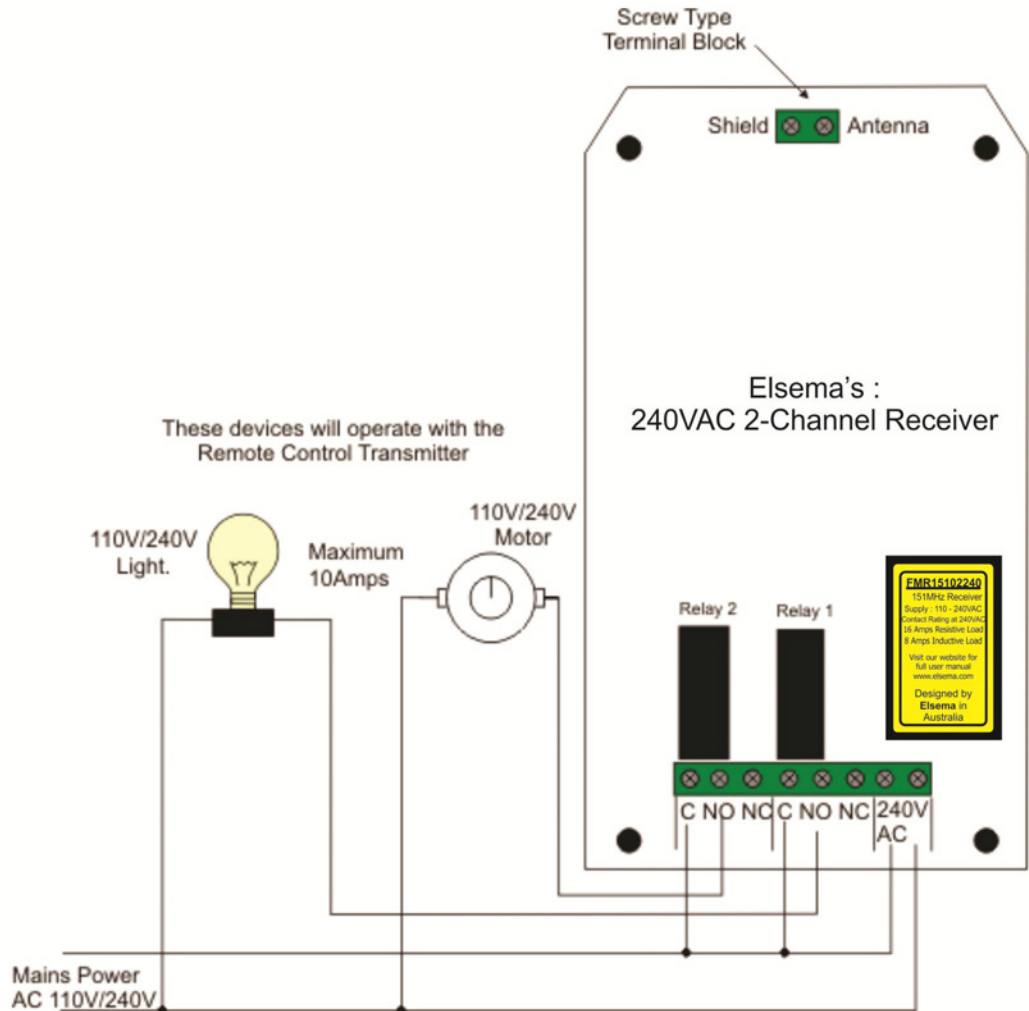 Screw Type
Terminal Block
Shield
Antenna
Elsema's :
240VAC 2-Channel Receiver
These devices will operate with the
Remote Control Transmitter
110V/240V
Light.
Maximum
10Amps
110V/240V
Motor
Relay 2
Relay 1
FMR15102240
151MHz Receiver
Supply : 110 - 240VAC
Contact Rating at 240VAC
16 Amps Resistive Load
8 Amps Inductive Load
Visit our website for
full user manual
www.elsema.com
Designed by
Elsema in
Australia
C NO NC C NO NC 240V
AC
Mains Power
AC 110V/240V